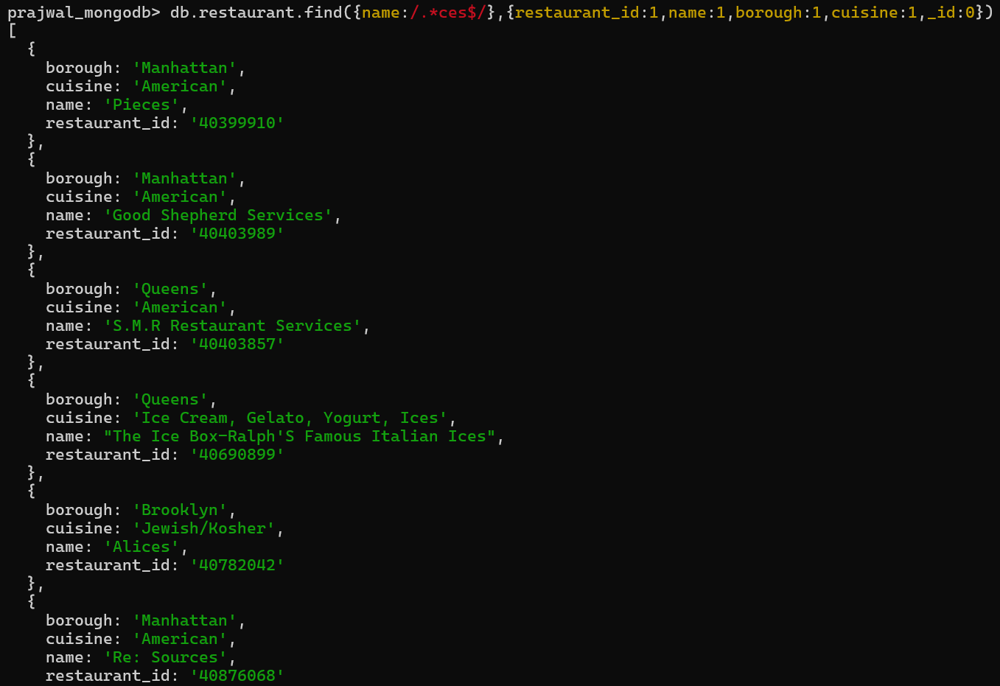 prajwal_mongodb> db.restaurant.find({name:/.*ces$/},{restaurant_id:1,name:1,borough:1,cuisine:1,_id:0})
[
  {
    borough: 'Manhattan',
    cuisine: 'American',
    name: 'Pieces',
    restaurant_id: '40399910'
  },
  {
    borough: 'Manhattan',
    cuisine: 'American',
    name: 'Good Shepherd Services',
    restaurant_id: '40403989'
  },
  {
    borough: 'Queens',
    cuisine: 'American',
    name: 'S.M.R Restaurant Services',
    restaurant_id: '40403857'
  },
  {
    borough: 'Queens',
    cuisine: 'Ice Cream, Gelato, Yogurt, Ices',
    name: "The Ice Box-Ralph'S Famous Italian Ices",
    restaurant_id: '40690899'
  },
  {
    borough: 'Brooklyn',
    cuisine: 'Jewish/Kosher',
    name: 'Alices',
    restaurant_id: '40782042'
  },
  {
    borough: 'Manhattan',
    cuisine: 'American',
    name: 'Re: Sources',
    restaurant_id: '40876068'